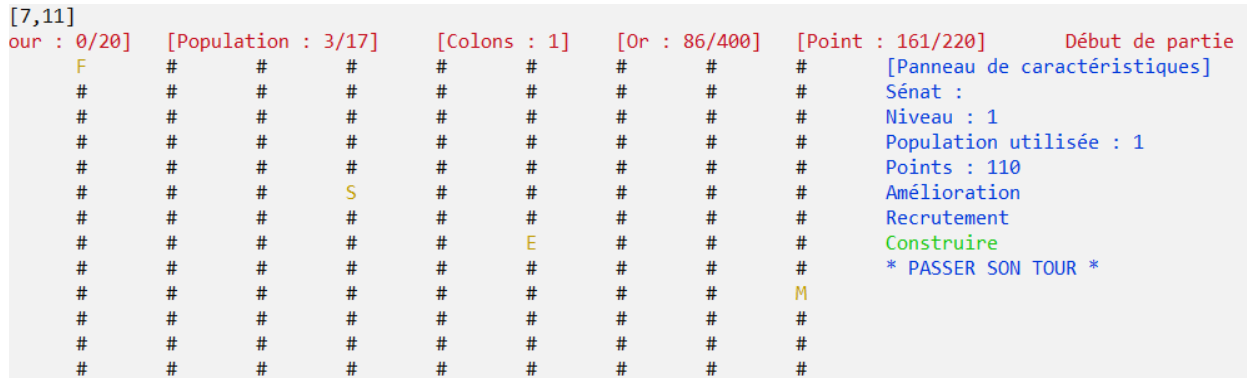 [7,11]
our : 0/20] [Population : 3/17] [Colons : 1] [Or : 86/400] [Point : 161/220] Début de partie
F # # # # # # # # [Panneau de caractéristiques]
# # # # # # # # # Sénat :
# # # # # # # # # Niveau : 1
# # # # # # # # # Population utilisée : 1
# # # # # # # # # Points : 110
# # # S # # # # # Amélioration
# # # # # # # # # Recrutement
# # # # # E # # # Construire
# # # # # # # # # * PASSER SON TOUR *
# # # # # # # # M
# # # # # # # # #
# # # # # # # # #
# # # # # # # # #